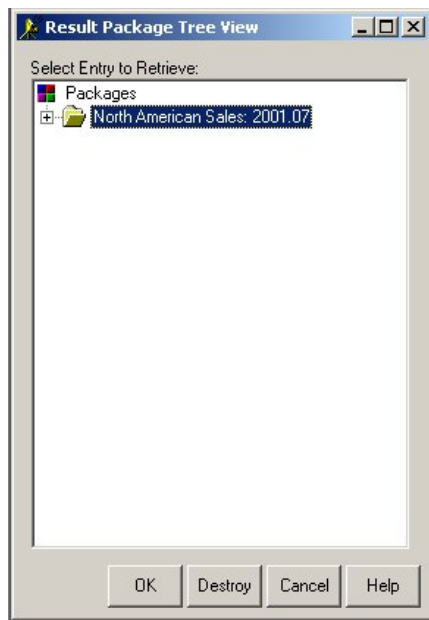 Result Package Tree View
Select Entry to Retrieve:
Packages
North American Sales: 2001.07
OK Destroy Cancel Help